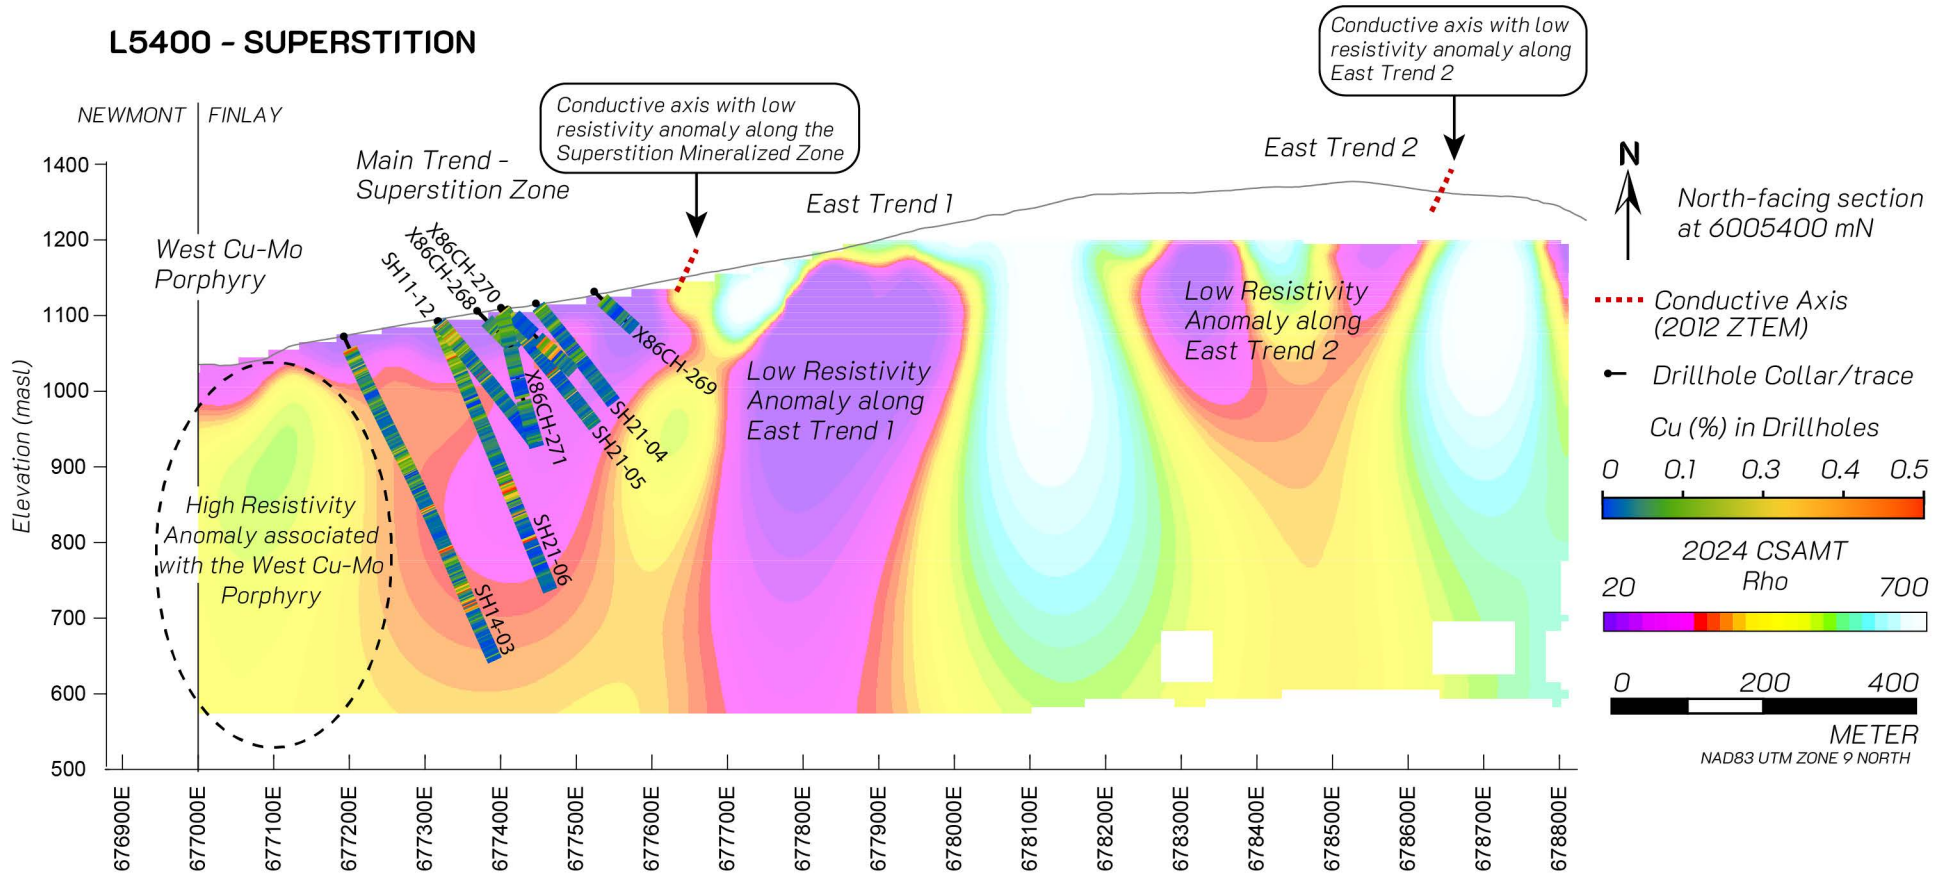 L5400 - SUPERSTITION
NEWMONT
FINLAY
Conductive axis with low
resistivity anomaly along the
Superstition Mineralized Zone
Conductive axis with low
resistivity anomaly along
East Trend 2
Main Trend -
Superstition Zone
East Trend 1
East Trend 2
West Cu-Mo
Porphyry
X86CH-270
X86CH-268
SH11-12
X86CH-269
X86CH-271
SH21-04
SH21-05
SH21-06
SH14-03
High Resistivity
Anomaly associated
with the West Cu-Mo
Porphyry
Low Resistivity
Anomaly along
East Trend 1
Low Resistivity
Anomaly along
East Trend 2
Elevation (masl)
1400
1200
1100
1000
900
800
700
600
500
676900E
677000E
677100E
677200E
677300E
677400E
677500E
677600E
677700E
677800E
677900E
678000E
678100E
678200E
678300E
678400E
678500E
678600E
678700E
678800E
N
North-facing section
at 6005400 mN
Conductive Axis
(2012 ZTEM)
Drillhole Collar/trace
Cu (%) in Drillholes
0 0.1 0.3 0.4 0.5
2024 CSAMT
Rho
20 700
0 200 400
METER
NAD83 UTM ZONE 9 NORTH